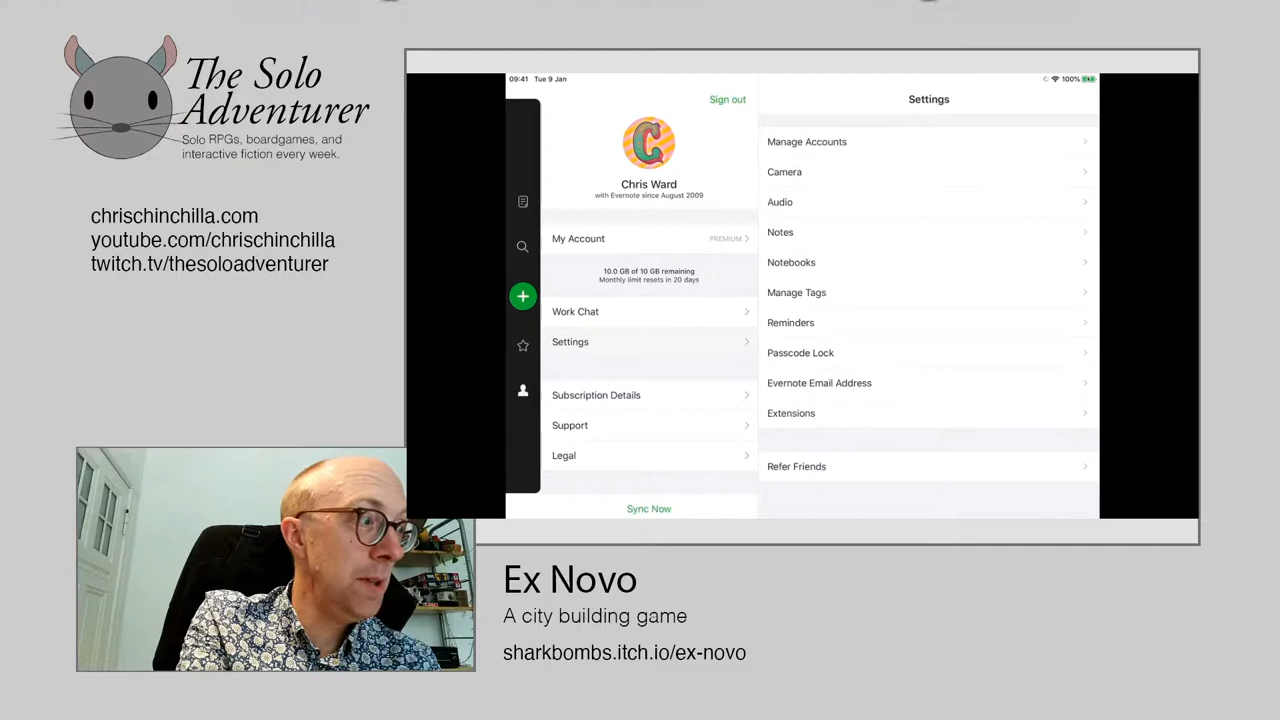 The Solo
Adventurer
Solo RPGs, boardgames, and
interactive fiction every week.
chrischinchilla.com
youtube.com/chrischinchilla
twitch.tv/thesoloadventurer
09:41 Tue 9 Jan
100%
Sign out
C
Chris Ward
with Evernote since August 2009
My Account PREMIUM
10.0 GB of 10 GB remaining
Monthly limit resets in 20 days
Work Chat
Settings
Subscription Details
Support
Legal
Sync Now
Settings
Manage Accounts
Camera
Audio
Notes
Notebooks
Manage Tags
Reminders
Passcode Lock
Evernote Email Address
Extensions
Refer Friends
Ex Novo
A city building game
sharkbombs.itch.io/ex-novo